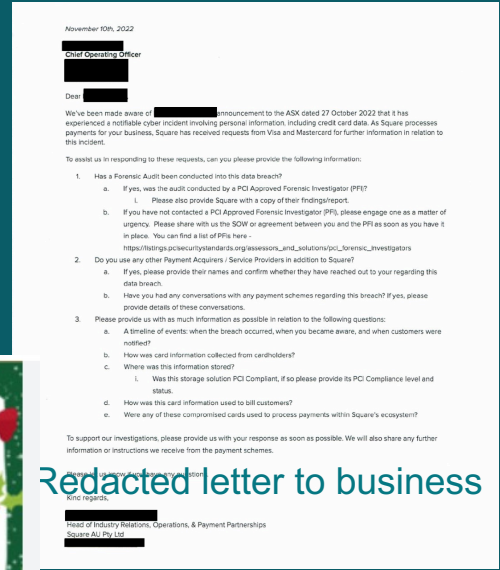 November 10th, 2022
Chief Operating Officer
Dear
We've been made aware of announcement to the ASX dated 27 October 2022 that it has
experienced a notifiable cyber incident involving personal information, including credit card data. As Square processes
payments for your business, Square has received requests from Visa and Mastercard for further information in relation to
this incident.
To assist us in responding to these requests, can you please provide the following information:
1. Has a Forensic Audit been conducted into this data breach?
a. If yes, was the audit conducted by a PCI Approved Forensic Investigator (PFI)?
i. Please also provide Square with a copy of their findings/report.
b. If you have not contacted a PCI Approved Forensic Investigator (PFI), please engage one as a matter of
urgency. Please share with us the SOW or agreement between you and the PFI as soon as you have it
in place. You can find a list of PFIs here -
https://listings.pcisecuritystandards.org/assessors_and_solutions/pci_forensic_investigators
2. Do you use any other Payment Acquirers / Service Providers in addition to Square?
a. If yes, please provide their names and confirm whether they have reached out to your regarding this
data breach.
b. Have you had any conversations with any payment schemes regarding this breach? If yes, please
provide details of these conversations.
3. Please provide us with as much information as possible in relation to the following questions:
a. A timeline of events: when the breach occurred, when you became aware, and when customers were
notified?
b. How was card information collected from cardholders?
c. Where was this information stored?
i. Was this storage solution PCI Compliant, if so please provide its PCI Compliance level and
status.
d. How was this card information used to bill customers?
e. Were any of these compromised cards used to process payments within Square's ecosystem?
To support our investigations, please provide us with your response as soon as possible. We will also share any further
information or instructions we receive from the payment schemes.
Please let us know if you have any questions.
Redacted letter to business
Kind regards,
Head of Industry Relations, Operations, & Payment Partnerships
Square AU Pty Ltd